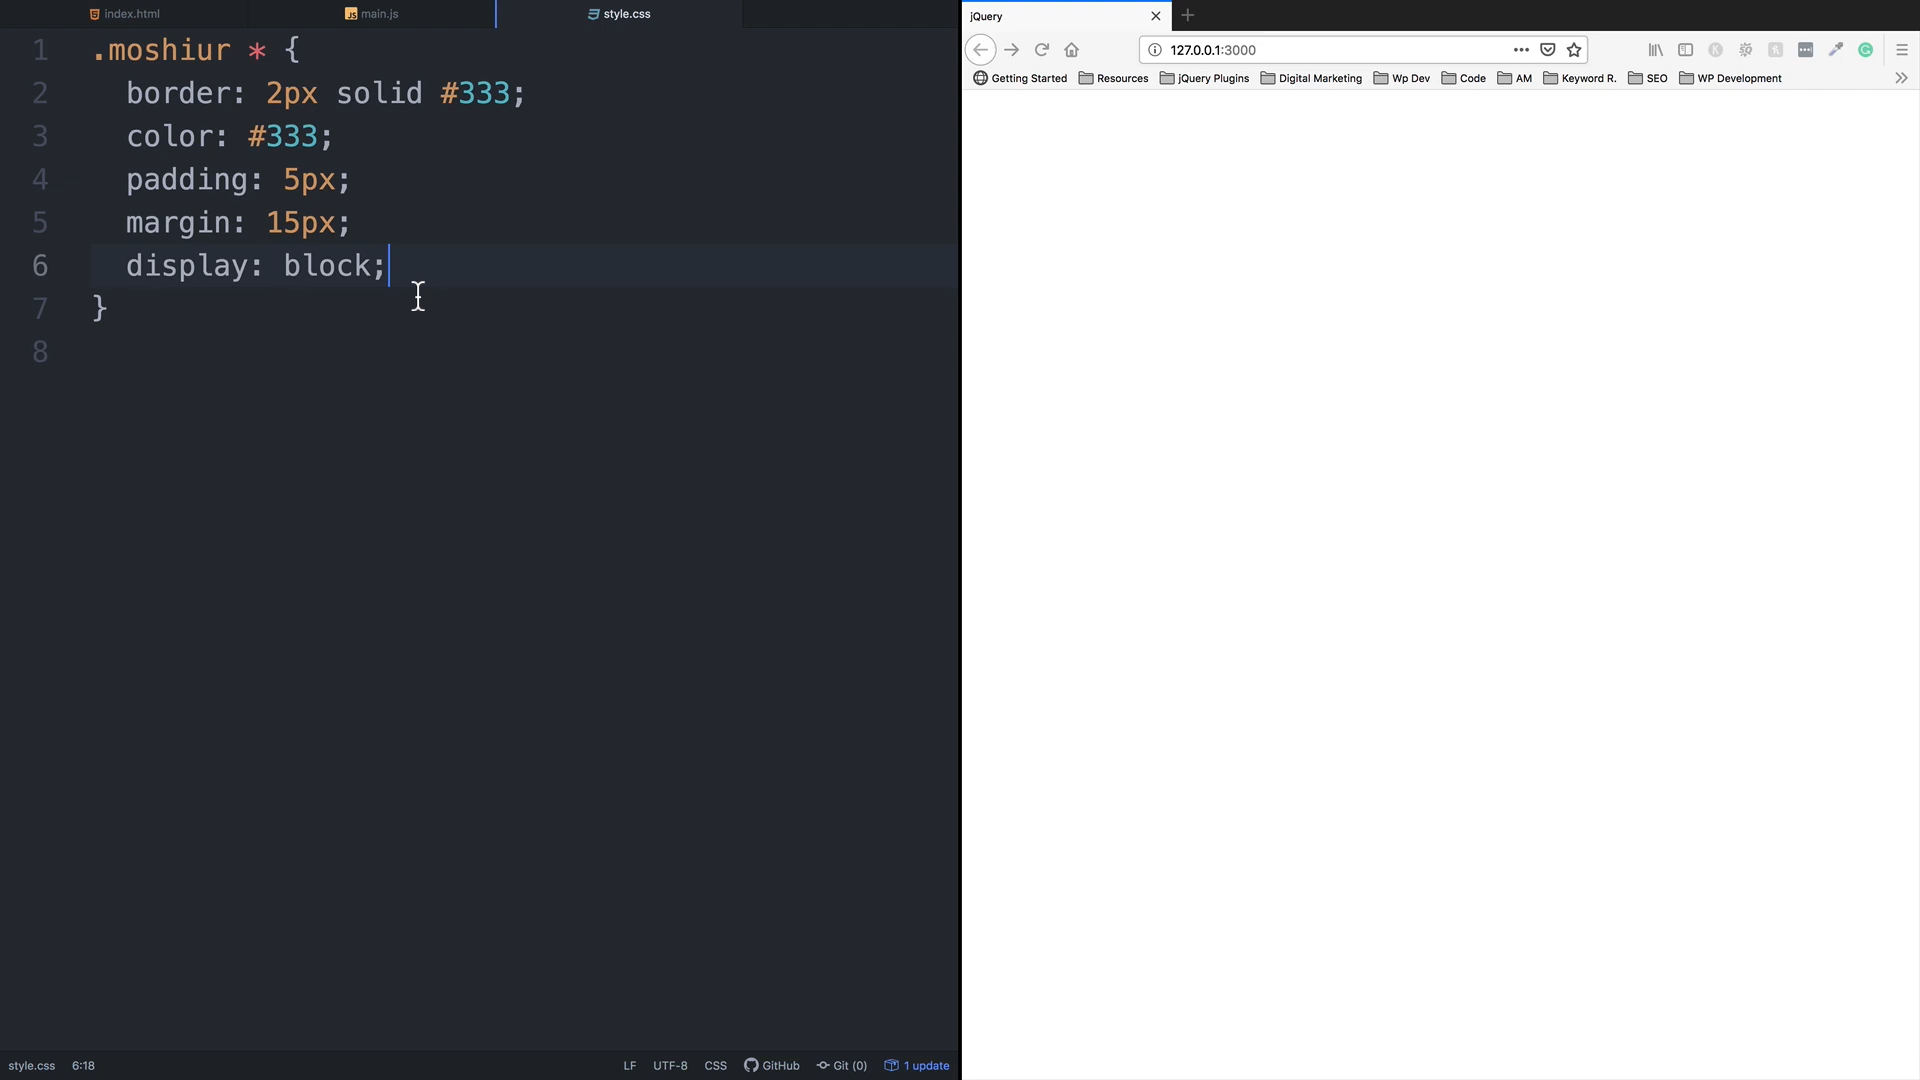 index.html
main.js
style.css
1 .moshiur * {
2 border: 2px solid #333;
3 color: #333;
4 padding: 5px;
5 margin: 15px;
6 display: block;
7 }
8
style.css 6:18 LF UTF-8 CSS GitHub Git (0) 1 update
jQuery
127.0.0.1:3000
Getting Started Resources jQuery Plugins Digital Marketing Wp Dev Code AM Keyword R. SEO WP Development